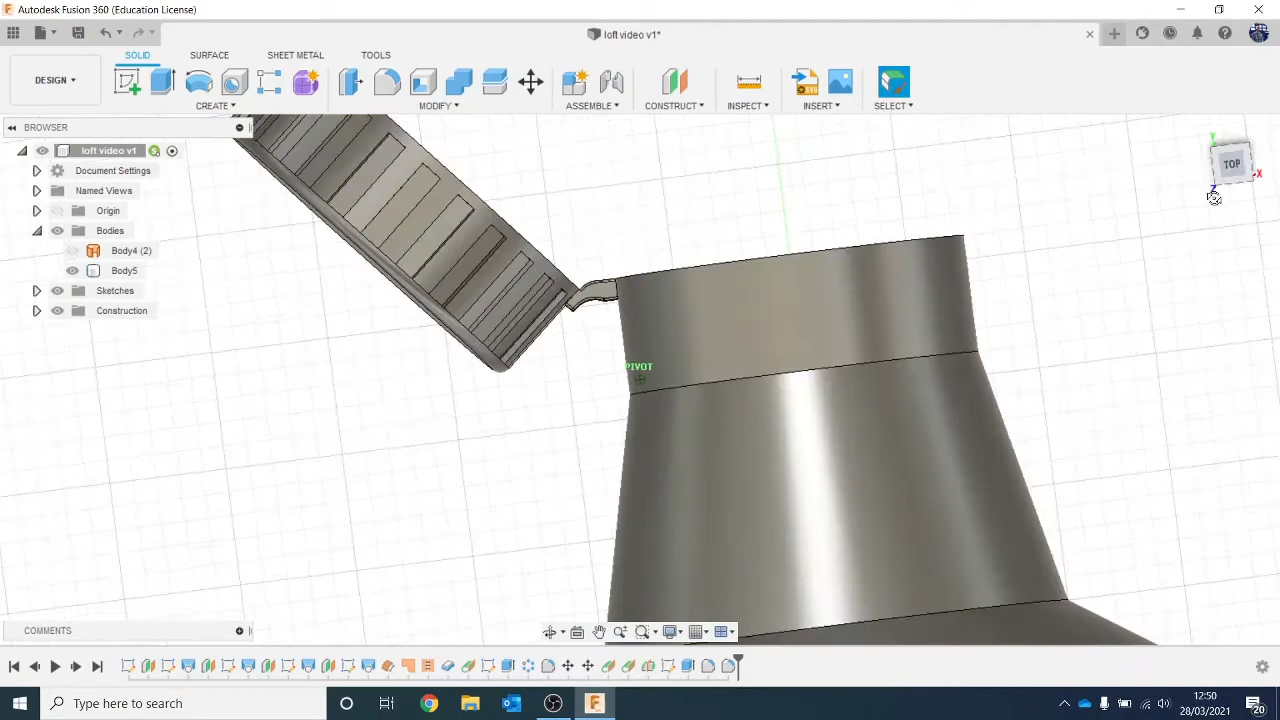 Autodesk Fusion 360 (Education License)
loft video v1*
SOLID SURFACE SHEET METAL TOOLS
DESIGN
CREATE MODIFY ASSEMBLE CONSTRUCT INSPECT INSERT SELECT
BROWSER
loft video v1
Document Settings
Named Views
Origin
Bodies
Body4 (2)
Body5
Sketches
Construction
TOP
X
Y
Z
PIVOT
COMMENTS
Type here to search
12:50
28/03/2021
20